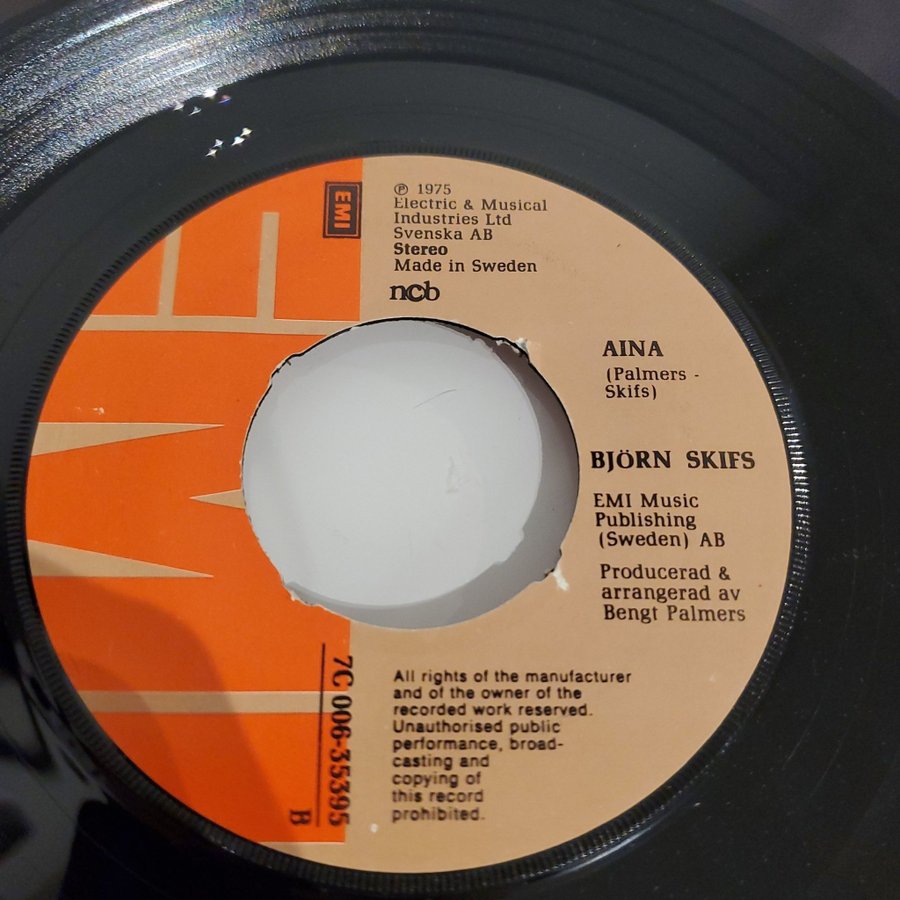 EMI
℗ 1975
Electric & Musical
Industries Ltd
Svenska AB
Stereo
Made in Sweden
ncb
AINA
(Palmers -
Skifs)
BJÖRN SKIFS
EMI Music
Publishing
(Sweden) AB
Producerad &
arrangerad av
Bengt Palmers
All rights of the manufacturer
and of the owner of the
recorded work reserved.
Unauthorised public
performance, broad-
casting and
copying of
this record
prohibited.
7C 006-35395
B